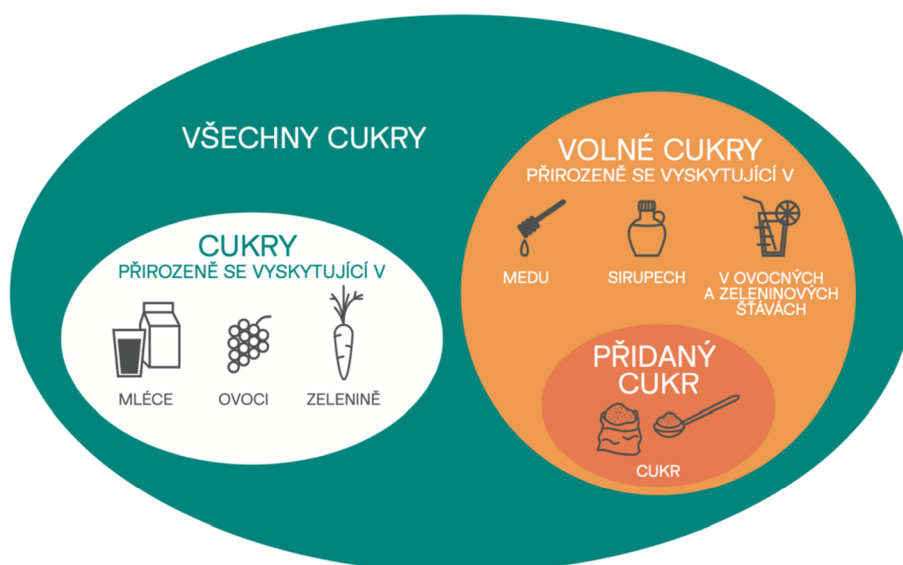 VŠECHNY CUKRY
CUKRY
PŘIROZENĚ SE VYSKYTUJÍCÍ V
MLÉCE
OVOCI
ZELENINĚ
VOLNÉ CUKRY
PŘIROZENĚ SE VYSKYTUJÍCÍ V
MEDU
SIRUPECH
V OVOCNÝCH
A ZELENINOVÝCH
ŠŤÁVÁCH
PŘIDANÝ
CUKR
CUKR